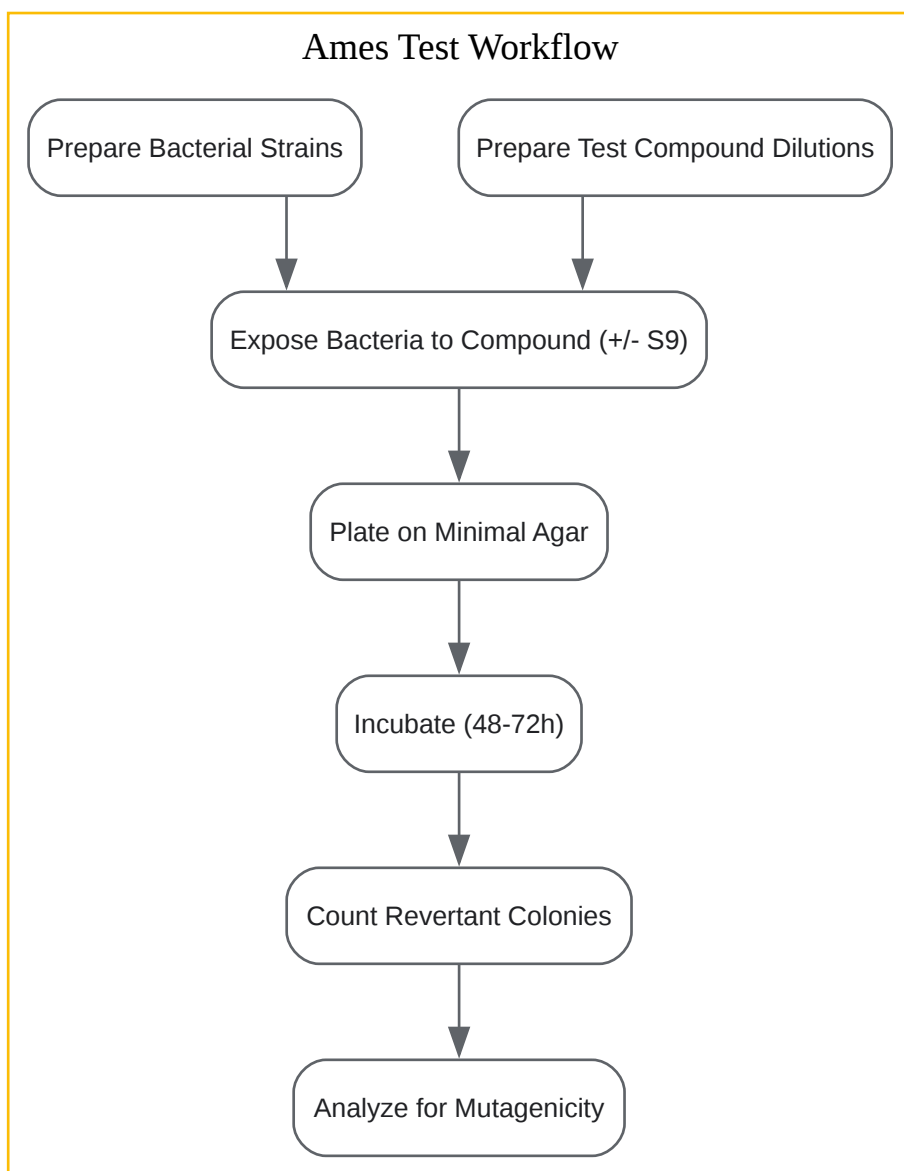 Ames Test Workflow
Prepare Bacterial Strains
Prepare Test Compound Dilutions
Expose Bacteria to Compound (+/- S9)
Plate on Minimal Agar
Incubate (48-72h)
Count Revertant Colonies
Analyze for Mutagenicity